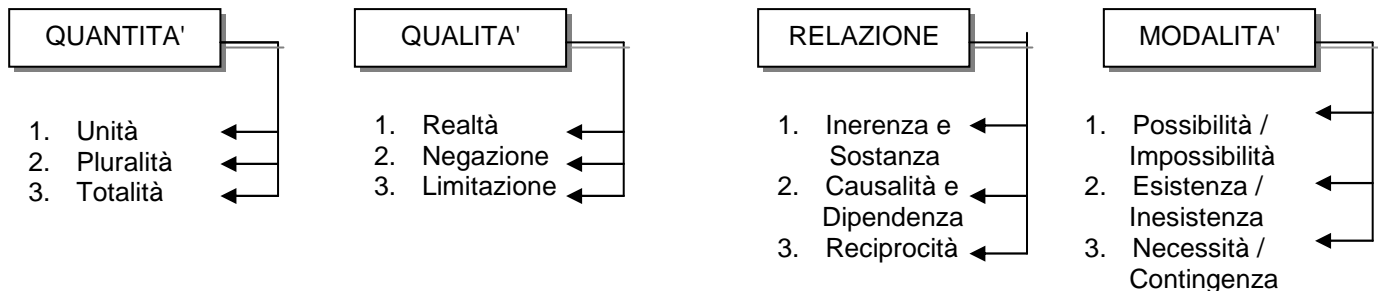 QUANTITA'
1. Unità
2. Pluralità
3. Totalità
QUALITA'
1. Realtà
2. Negazione
3. Limitazione
RELAZIONE
1. Inerenza e
Sostanza
2. Causalità e
Dipendenza
3. Reciprocità
MODALITA'
1. Possibilità /
Impossibilità
2. Esistenza /
Inesistenza
3. Necessità /
Contingenza